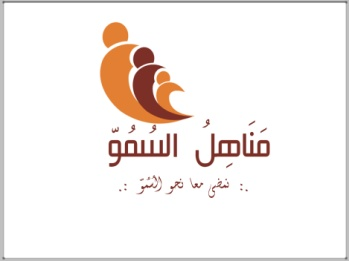 مَنَاهِلُ السُمُوّ
.: نمضي معا نحو السُمُوّ :.